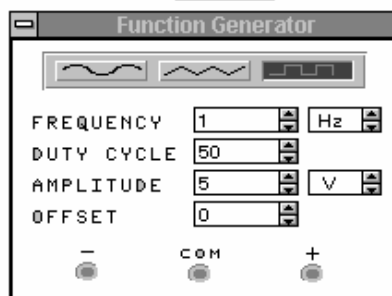 Function Generator
FREQUENCY 1 Hz
DUTY CYCLE 50
AMPLITUDE 5 V
OFFSET 0
- COM +